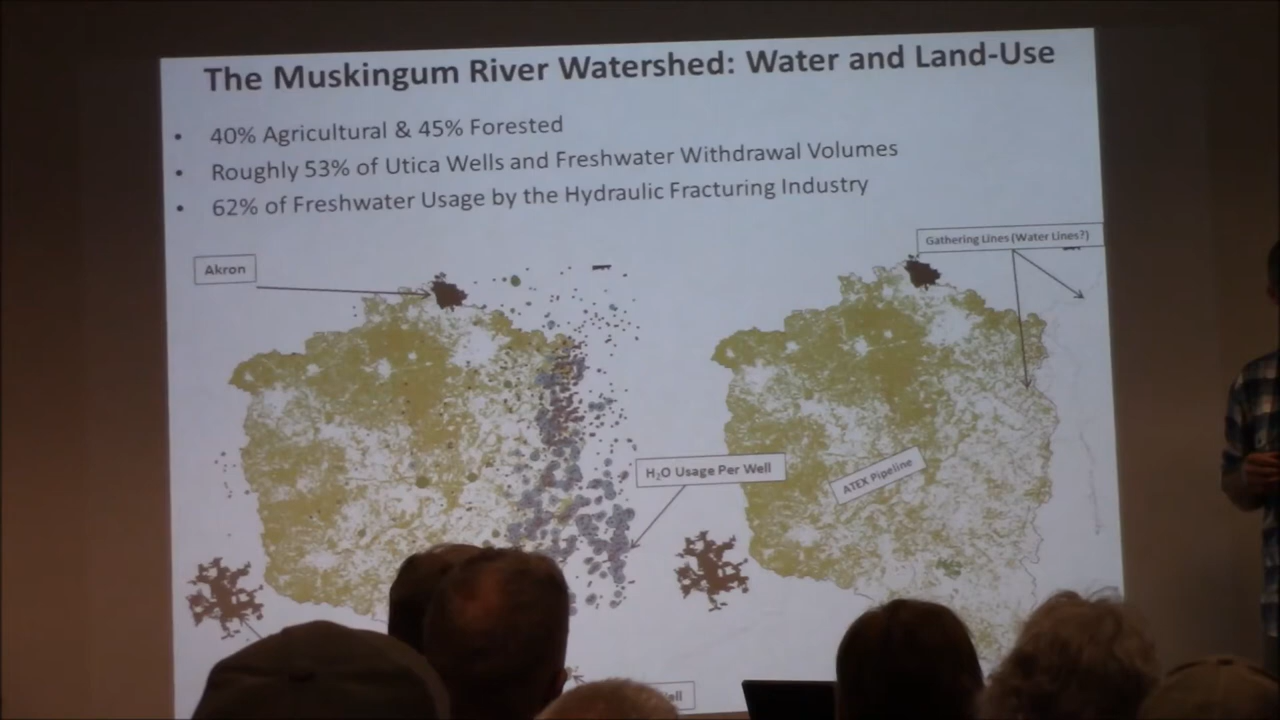 The Muskingum River Watershed: Water and Land-Use
• 40% Agricultural & 45% Forested
• Roughly 53% of Utica Wells and Freshwater Withdrawal Volumes
• 62% of Freshwater Usage by the Hydraulic Fracturing Industry
Gathering Lines (Water Lines?)
Akron
H₂O Usage Per Well
ATEX Pipeline